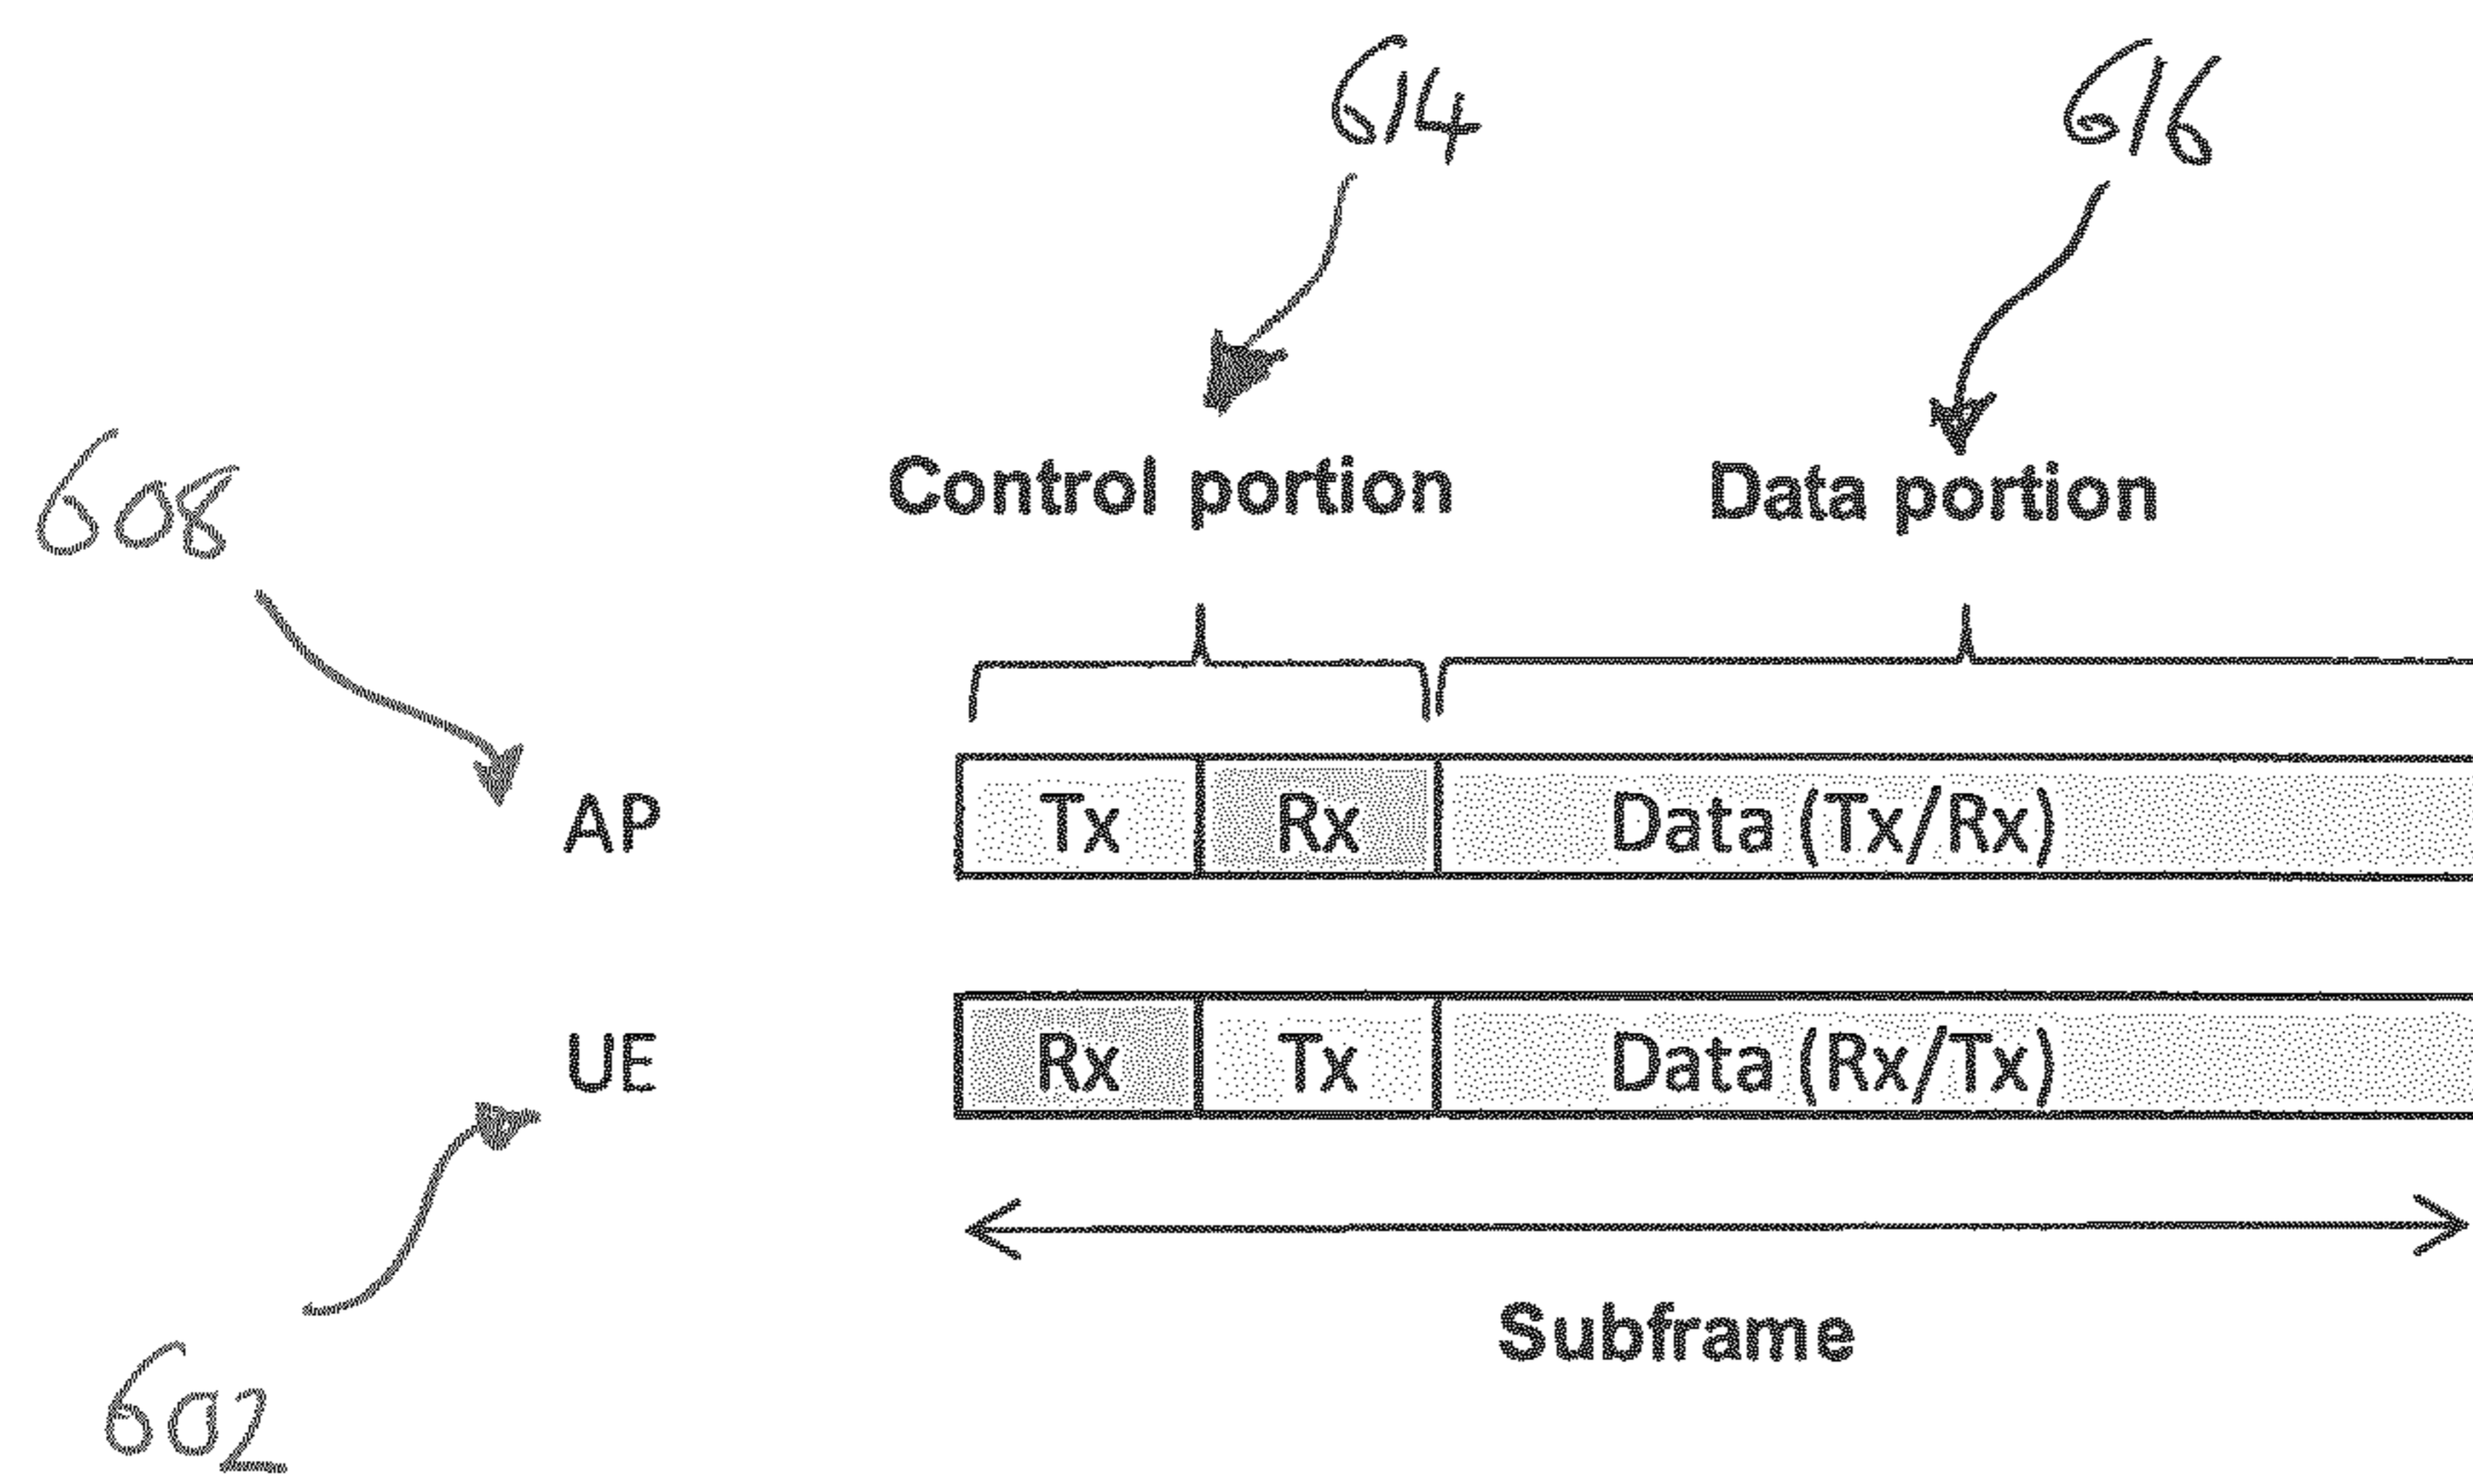 614 616
608
Control portion Data portion
AP Tx Rx Data (Tx/Rx)
UE Rx Tx Data (Rx/Tx)
Subframe
602